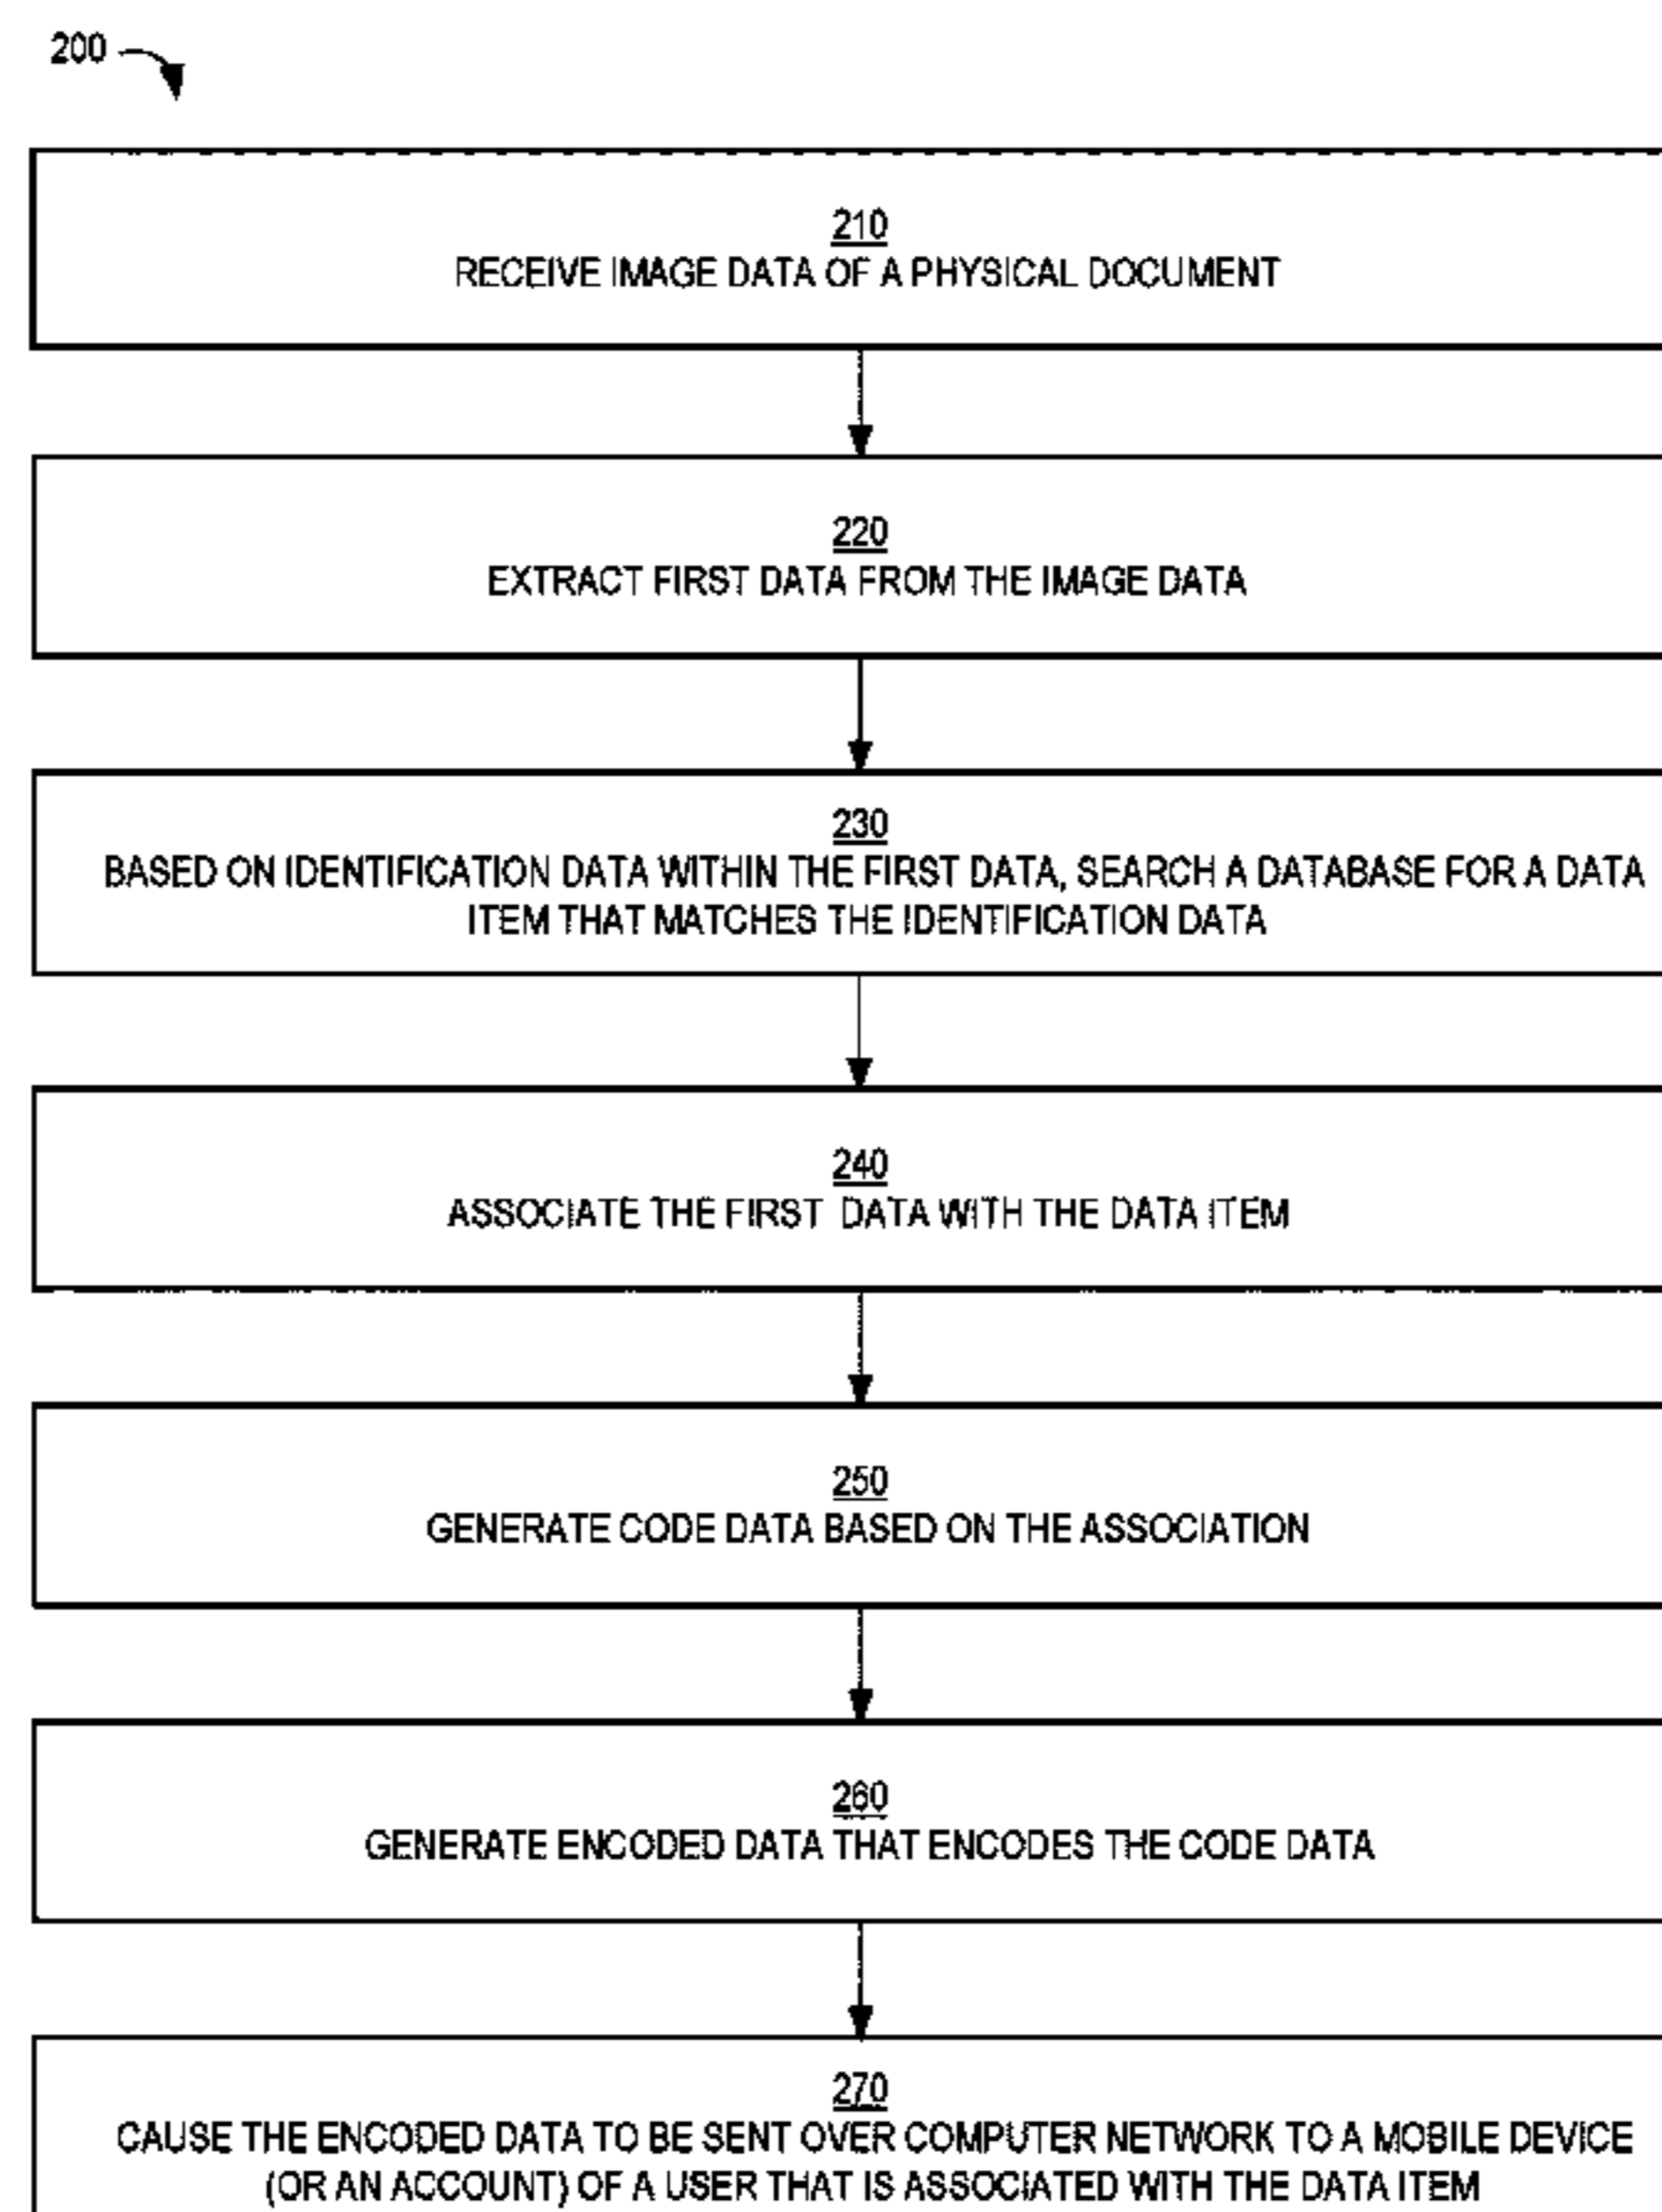 200
210
RECEIVE IMAGE DATA OF A PHYSICAL DOCUMENT
220
EXTRACT FIRST DATA FROM THE IMAGE DATA
230
BASED ON IDENTIFICATION DATA WITHIN THE FIRST DATA, SEARCH A DATABASE FOR A DATA
ITEM THAT MATCHES THE IDENTIFICATION DATA
240
ASSOCIATE THE FIRST DATA WITH THE DATA ITEM
250
GENERATE CODE DATA BASED ON THE ASSOCIATION
260
GENERATE ENCODED DATA THAT ENCODES THE CODE DATA
270
CAUSE THE ENCODED DATA TO BE SENT OVER COMPUTER NETWORK TO A MOBILE DEVICE
(OR AN ACCOUNT) OF A USER THAT IS ASSOCIATED WITH THE DATA ITEM